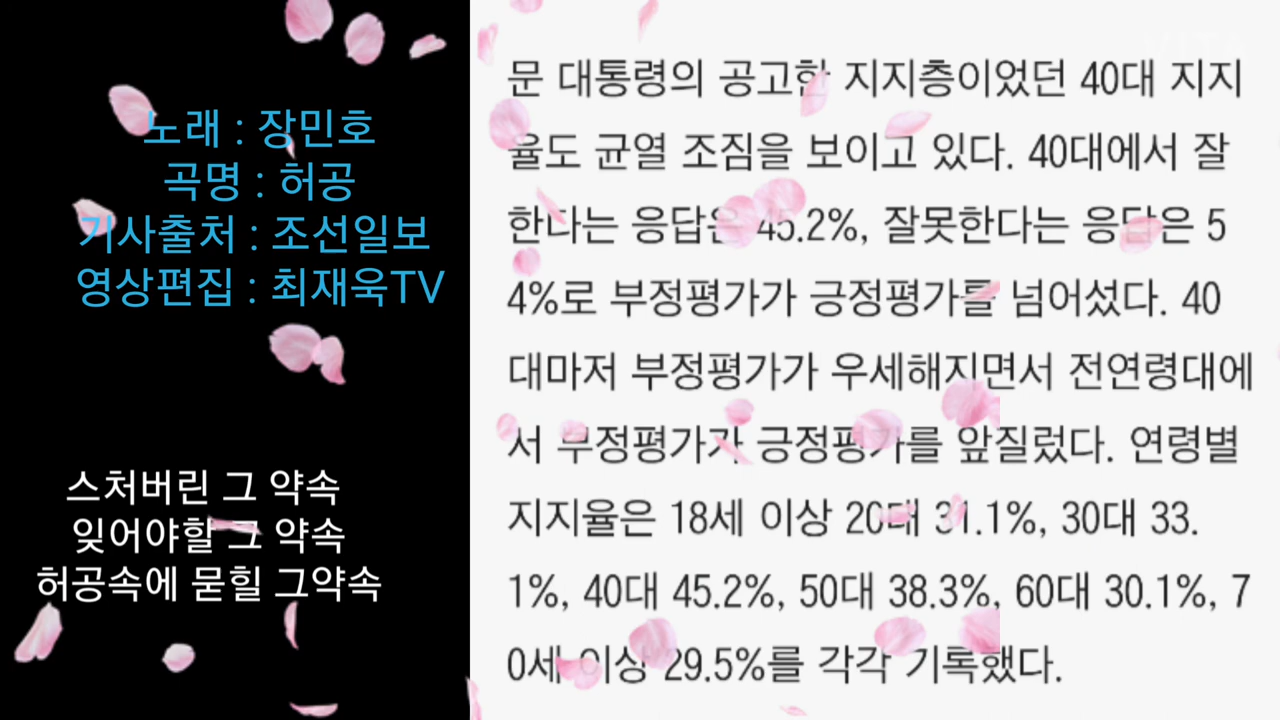 노래 : 장민호
곡명 : 허공
기사출처 : 조선일보
영상편집 : 최재욱TV
스처버린 그 약속
잊어야할 그 약속
허공속에 묻힐 그약속
문 대통령의 공고한 지지층이었던 40대 지지
율도 균열 조짐을 보이고 있다. 40대에서 잘
한다는 응답은 45.2%, 잘못한다는 응답은 5
4%로 부정평가가 긍정평가를 넘어섰다. 40
대마저 부정평가가 우세해지면서 전연령대에
서 부정평가가 긍정평가를 앞질렀다. 연령별
지지율은 18세 이상 20대 31.1%, 30대 33.
1%, 40대 45.2%, 50대 38.3%, 60대 30.1%, 7
0세 이상 29.5%를 각각 기록했다.